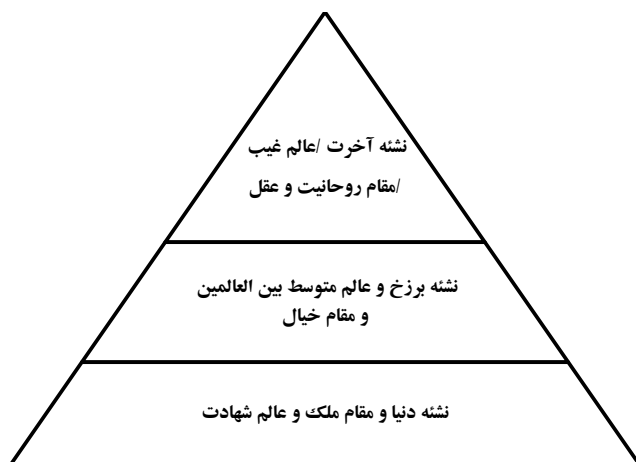 نشئه آخرت /عالم غیب
/مقام روحانیت و عقل
نشئه برزخ و عالم متوسط بین العالمین
و مقام خیال
نشئه دنیا و مقام ملک و عالم شهادت